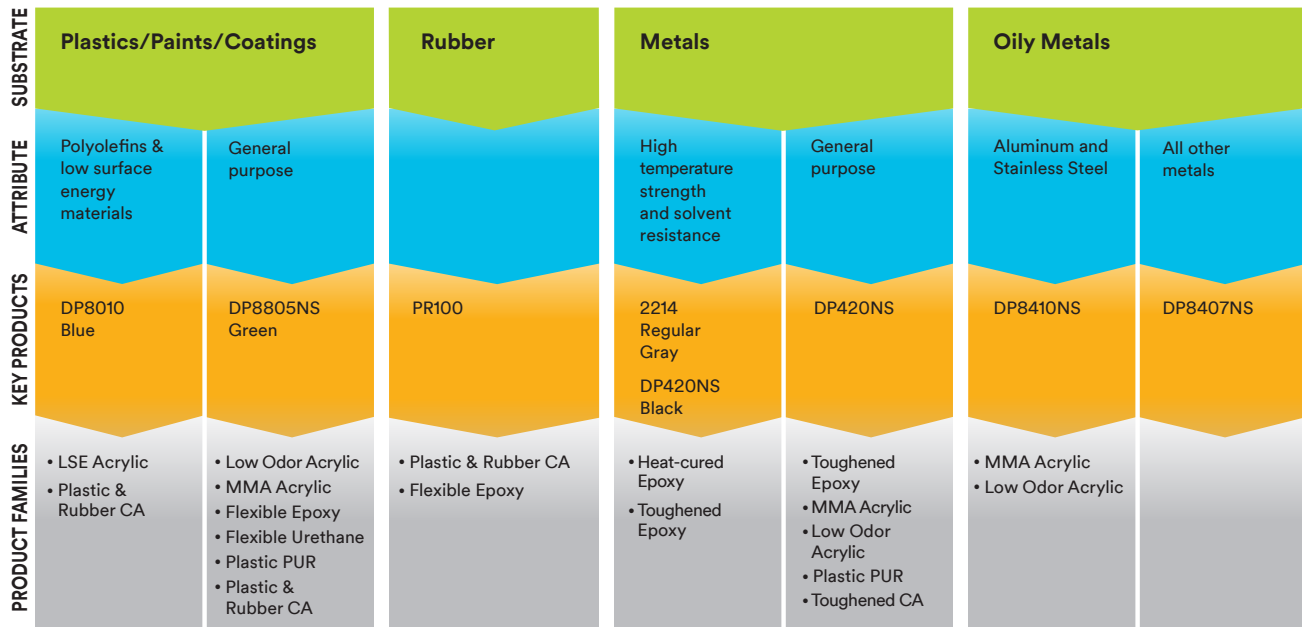 SUBSTRATE
Plastics/Paints/Coatings
Rubber
Metals
Oily Metals
ATTRIBUTE
Polyolefins &
low surface
energy
materials
General
purpose
High
temperature
strength
and solvent
resistance
General
purpose
Aluminum and
Stainless Steel
All other
metals
KEY PRODUCTS
DP8010
Blue
DP8805NS
Green
PR100
2214
Regular
Gray
DP420NS
Black
DP420NS
DP8410NS
DP8407NS
PRODUCT FAMILIES
• LSE Acrylic
• Plastic &
Rubber CA
• Low Odor Acrylic
• MMA Acrylic
• Flexible Epoxy
• Flexible Urethane
• Plastic PUR
• Plastic &
Rubber CA
• Plastic & Rubber CA
• Flexible Epoxy
• Heat-cured
Epoxy
• Toughened
Epoxy
• Toughened
Epoxy
• MMA Acrylic
• Low Odor
Acrylic
• Plastic PUR
• Toughened CA
• MMA Acrylic
• Low Odor Acrylic